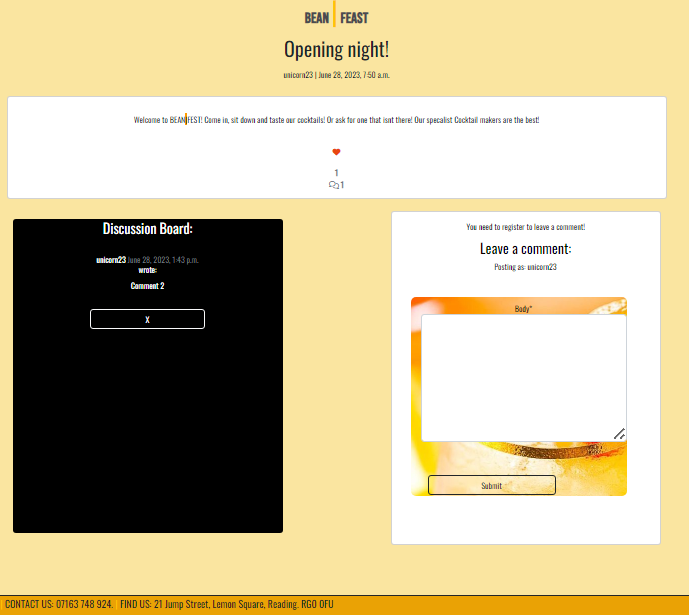 BEAN | FEAST
Opening night!
unicorn23 | June 28, 2023, 7:50 a.m.
Welcome to BEAN|FEST! Come in, sit down and taste our cocktails! Or ask for one that isnt there! Our specalist Cocktail makers are the best!
1
1
Discussion Board:
unicorn23 June 28, 2023, 1:43 p.m.
wrote:
Comment 2
X
You need to register to leave a comment!
Leave a comment:
Posting as: unicorn23
Body*
Submit
CONTACT US: 07163 748 924. | FIND US: 21 Jump Street, Lemon Square, Reading. RG0 0FU